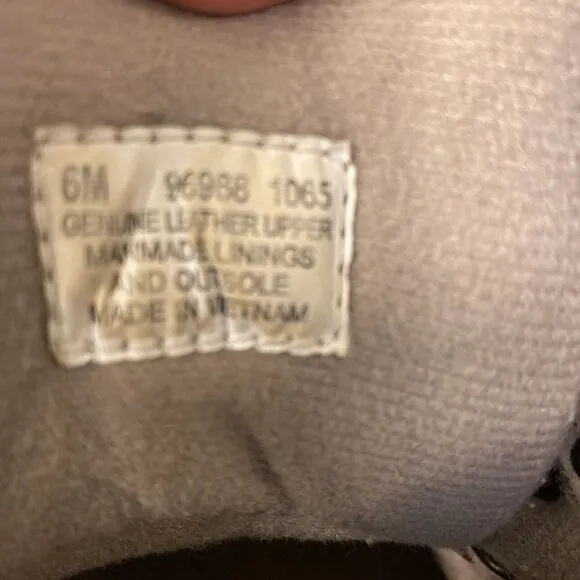 6M 96988 1065
GENUINE LEATHER UPPER
MANMADE LININGS
AND OUTSOLE
MADE IN VIETNAM